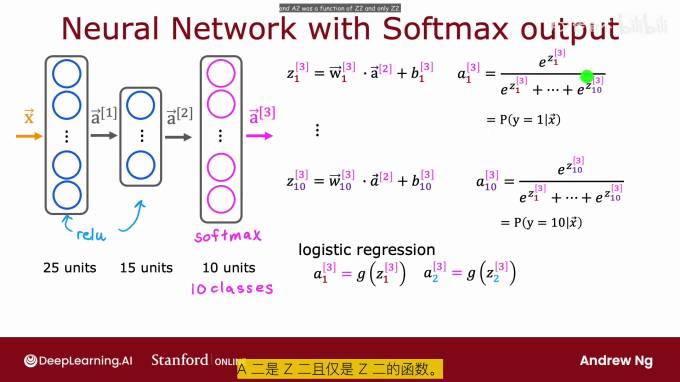 and A2 was a function of Z2 and only Z2.
Neural Network with Softmax output
bilibili
z₁^[3] = w⃗₁^[3] · a⃗^[2] + b₁^[3]
a₁^[3] = e^(z₁^[3]) / (e^(z₁^[3]) + ⋯ + e^(z₁₀^[3]))
= P(y = 1|x⃗)
x⃗
a⃗^[1]
a⃗^[2]
a⃗^[3]
⋮
z₁₀^[3] = w⃗₁₀^[3] · a⃗^[2] + b₁₀^[3]
a₁₀^[3] = e^(z₁₀^[3]) / (e^(z₁^[3]) + ⋯ + e^(z₁₀^[3]))
= P(y = 10|x⃗)
relu
softmax
25 units
15 units
10 units
10 classes
logistic regression
a₁^[3] = g(z₁^[3])
a₂^[3] = g(z₂^[3])
DeepLearning.AI
Stanford ONLINE
Andrew Ng
A 二是 Z 二且仅是 Z 二的函数。